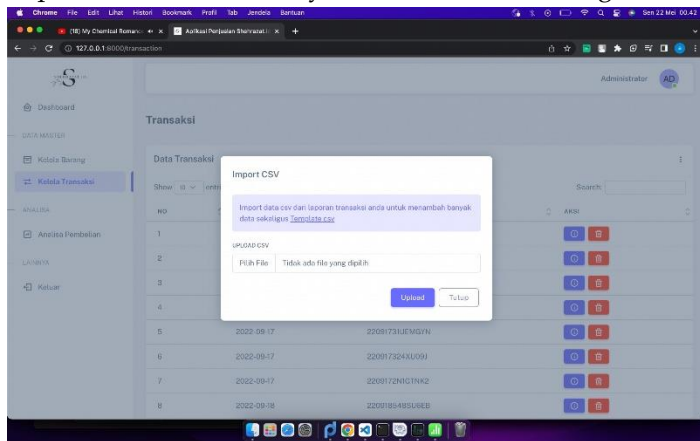 Chrome File Edit Lihat Histori Bookmark Profil Tab Jendela Bantuan
Sen 22 Mei 00.42
(18) My Chemical Romance
Aplikasi Penjualan Shahrazat.i
127.0.0.1:8000/transaction
Administrator AD
Dashboard
Transaksi
DATA MASTER
Kelola Barang
Data Transaksi
Kelola Transaksi
Show
Search:
Import CSV
Import data csv dari laporan transaksi anda untuk menambah banyak
data sekaligus Template csv
ANALISA
NO
AKSI
Analisa Pembelian
1
UPLOAD CSV
LAINNYA
2
Pilih File Tidak ada file yang dipilih
Keluar
3
Upload Tutup
4
5 2022-09-17 22091731UEMGYN
6 2022-09-17 220917324XU09J
7 2022-09-17 2209172N1GTNK2
8 2022-09-18